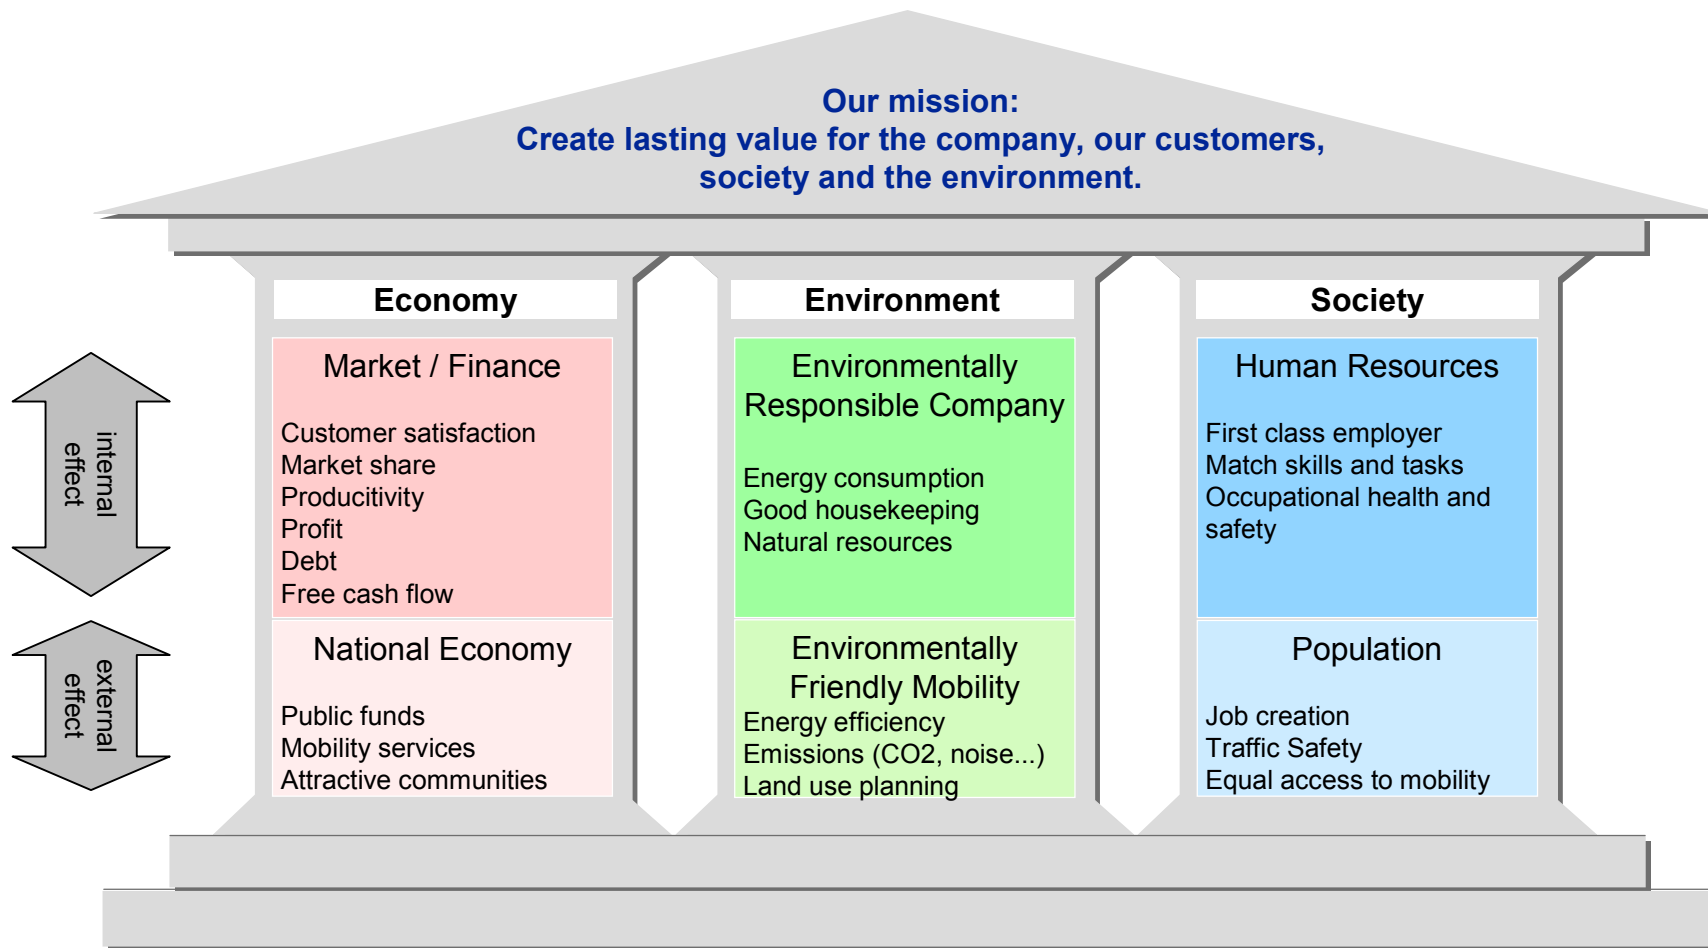 Our mission:
Create lasting value for the company, our customers,
society and the environment.
Economy
Environment
Society
internal
effect
external
effect
Market / Finance
Customer satisfaction
Market share
Producitivity
Profit
Debt
Free cash flow
National Economy
Public funds
Mobility services
Attractive communities
Environmentally
Responsible Company
Energy consumption
Good housekeeping
Natural resources
Environmentally
Friendly Mobility
Energy efficiency
Emissions (CO2, noise...)
Land use planning
Human Resources
First class employer
Match skills and tasks
Occupational health and
safety
Population
Job creation
Traffic Safety
Equal access to mobility